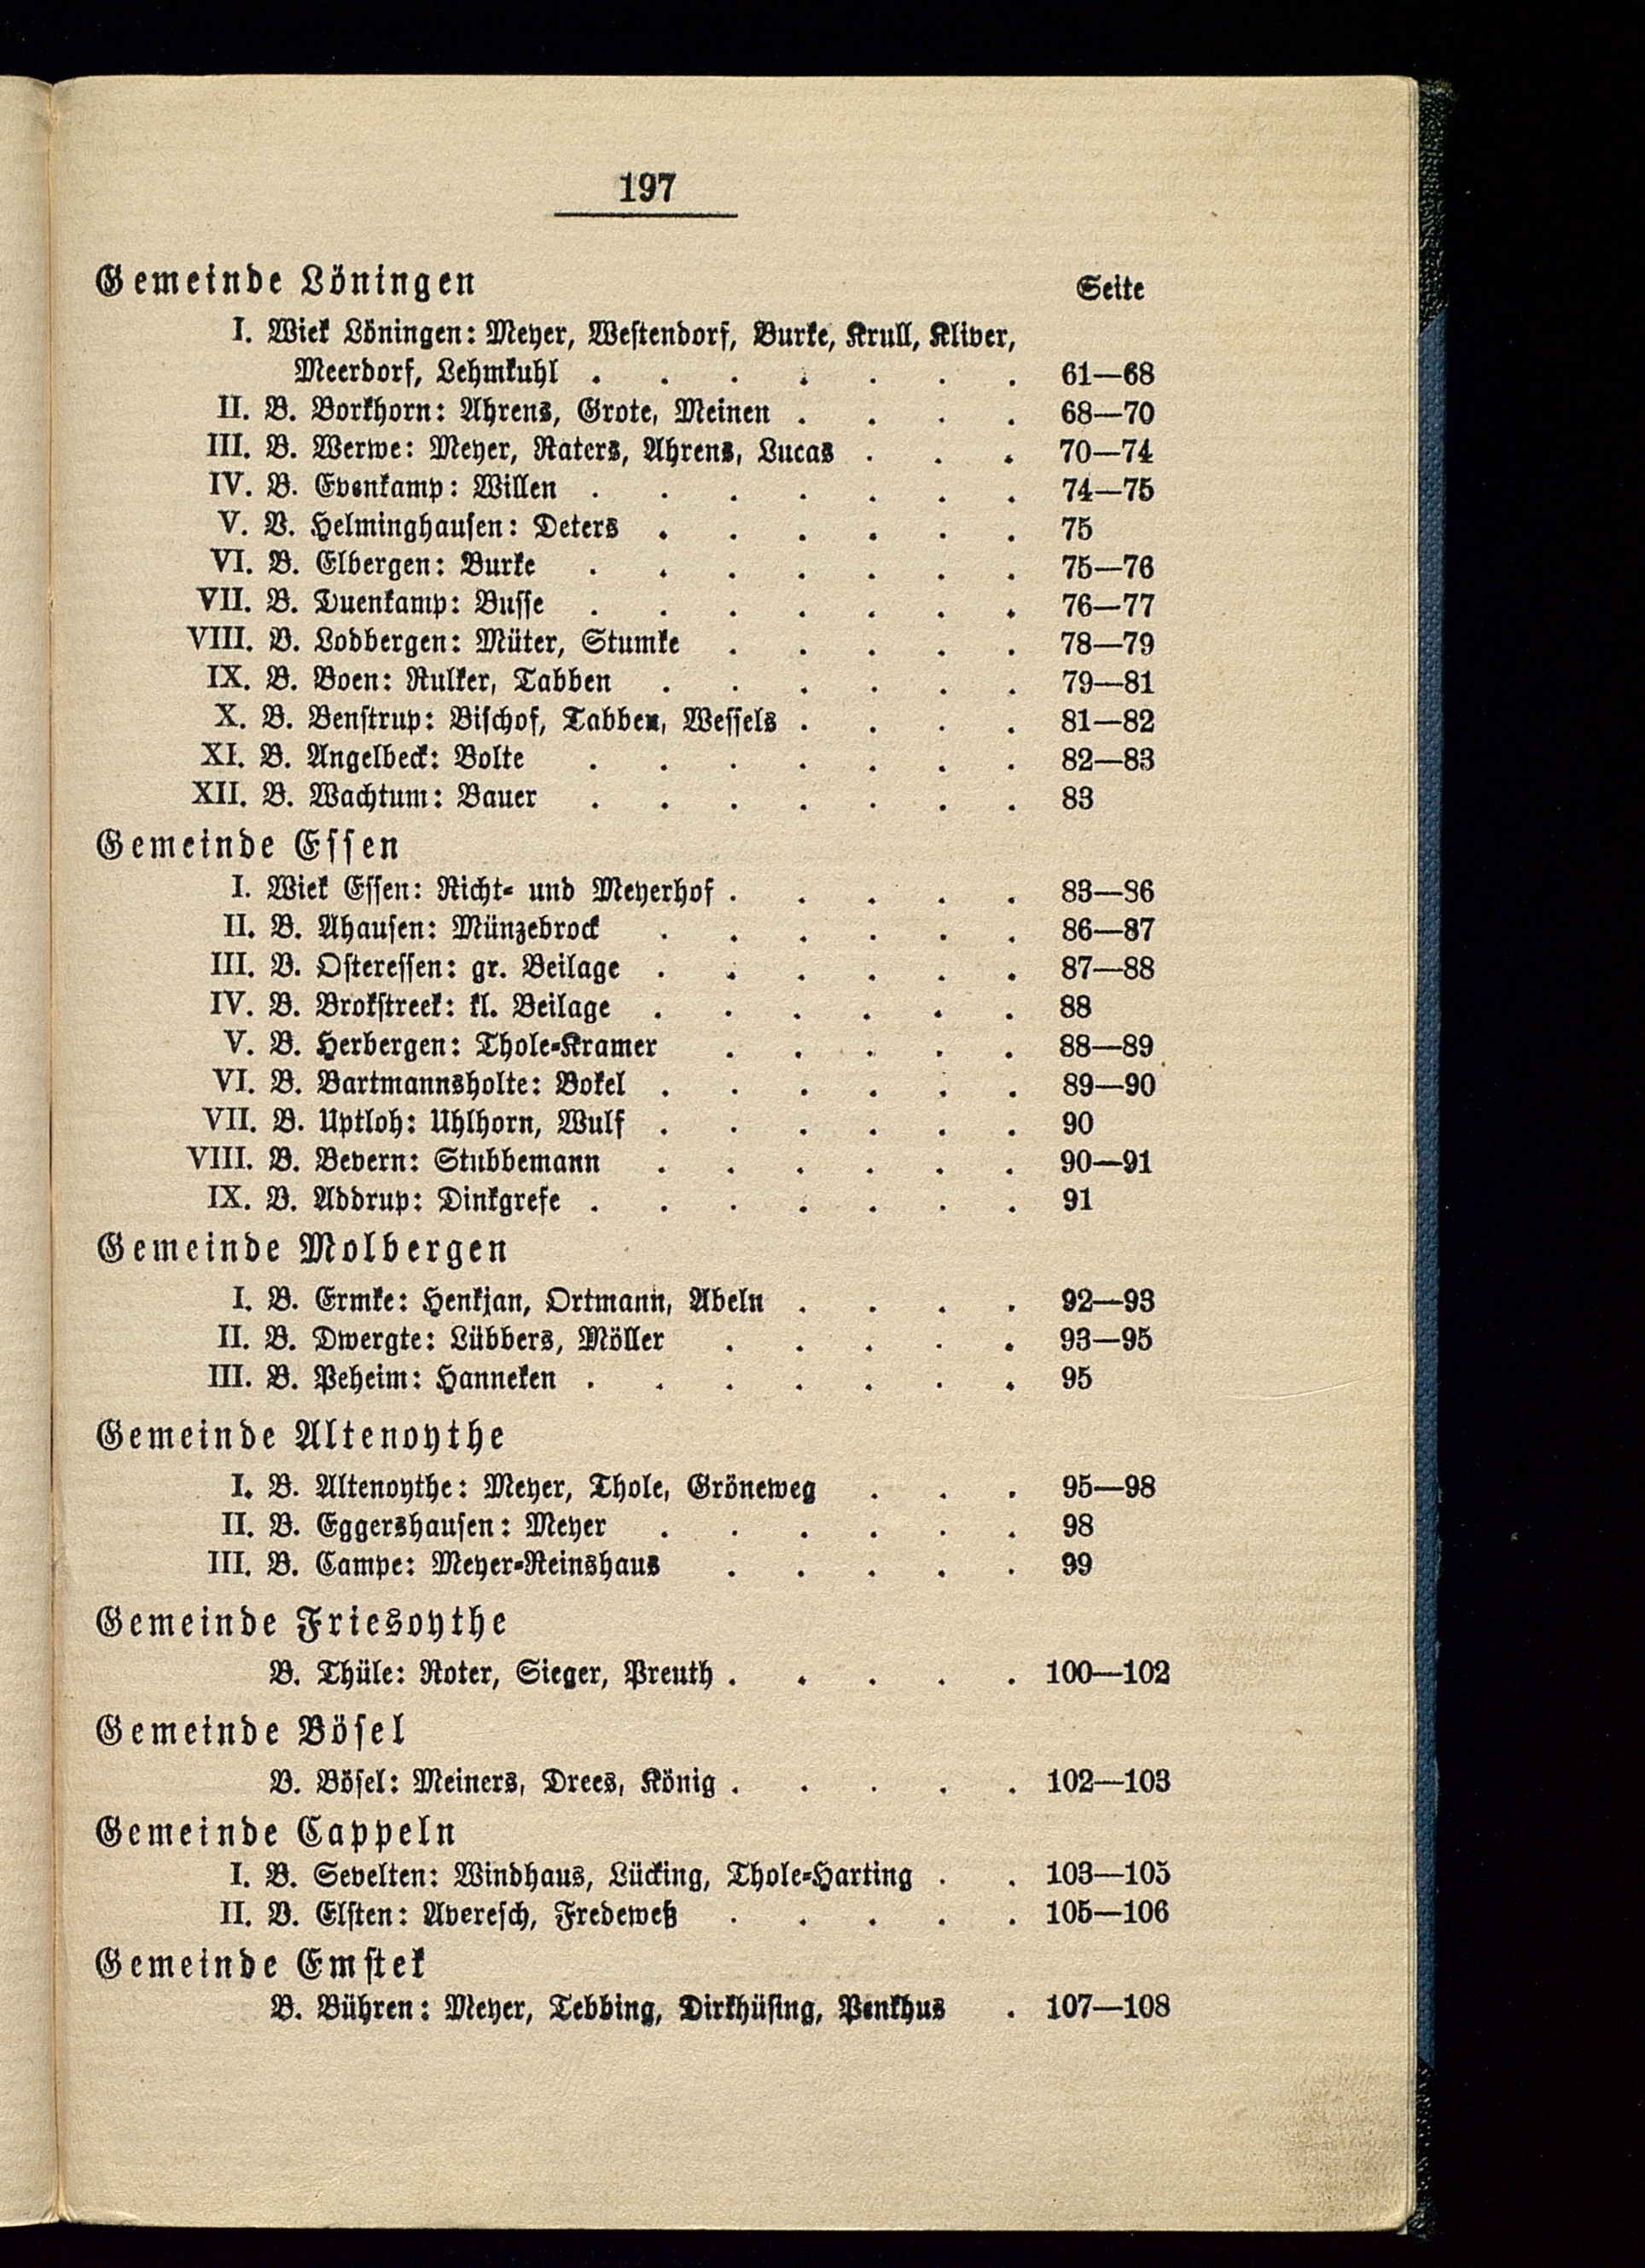 197
Gemeinde Löningen Seite
I. Wiek Löningen: Meyer, Westendorf, Burke, Krull, Kliver,
Meerdorf, Lehmkuhl . . . . . . . 61—68
II. B. Borkhorn: Ahrens, Grote, Meinen . . . . 68—70
III. B. Werwe: Meyer, Raters, Ahrens, Lucas . . . 70—74
IV. B. Evenkamp: Willen . . . . . . . 74—75
V. B. Helminghausen: Deters . . . . . . 75
VI. B. Elbergen: Burke . . . . . . . 75—76
VII. B. Duenkamp: Busse . . . . . . . 76—77
VIII. B. Lodbergen: Müter, Stumke . . . . . 78—79
IX. B. Boen: Rulker, Tabben . . . . . . 79—81
X. B. Benstrup: Bischof, Tabben, Wessels . . . . 81—82
XI. B. Angelbeck: Bolte . . . . . . . 82—83
XII. B. Wachtum: Bauer . . . . . . . 83
Gemeinde Essen
I. Wiek Essen: Richt- und Meyerhof . . . . . 83—86
II. B. Ahausen: Münzebrock . . . . . . 86—87
III. B. Osteressen: gr. Beilage . . . . . . 87—88
IV. B. Brokstreek: kl. Beilage . . . . . . 88
V. B. Herbergen: Thole-Kramer . . . . . 88—89
VI. B. Bartmannsholte: Bokel . . . . . . 89—90
VII. B. Uptloh: Uhlhorn, Wulf . . . . . . 90
VIII. B. Bevern: Stubbemann . . . . . . 90—91
IX. B. Addrup: Dinkgrefe . . . . . . . 91
Gemeinde Molbergen
I. B. Ermke: Henkjan, Ortmann, Abeln . . . . 92—93
II. B. Dwergte: Lübbers, Möller . . . . . 93—95
III. B. Peheim: Hanneken . . . . . . . 95
Gemeinde Altenoythe
I. B. Altenoythe: Meyer, Thole, Gröneweg . . . 95—98
II. B. Eggershausen: Meyer . . . . . . 98
III. B. Campe: Meyer-Reinshaus . . . . . 99
Gemeinde Friesoythe
B. Thüle: Roter, Sieger, Preuth . . . . . 100—102
Gemeinde Bösel
B. Bösel: Meiners, Drees, König . . . . . 102—103
Gemeinde Cappeln
I. B. Sevelten: Windhaus, Lücking, Thole-Harting . . 103—105
II. B. Elsten: Averesch, Fredeweß . . . . . 105—106
Gemeinde Emstek
B. Bühren: Meyer, Tebbing, Dirkhüsing, Penkhus . 107—108